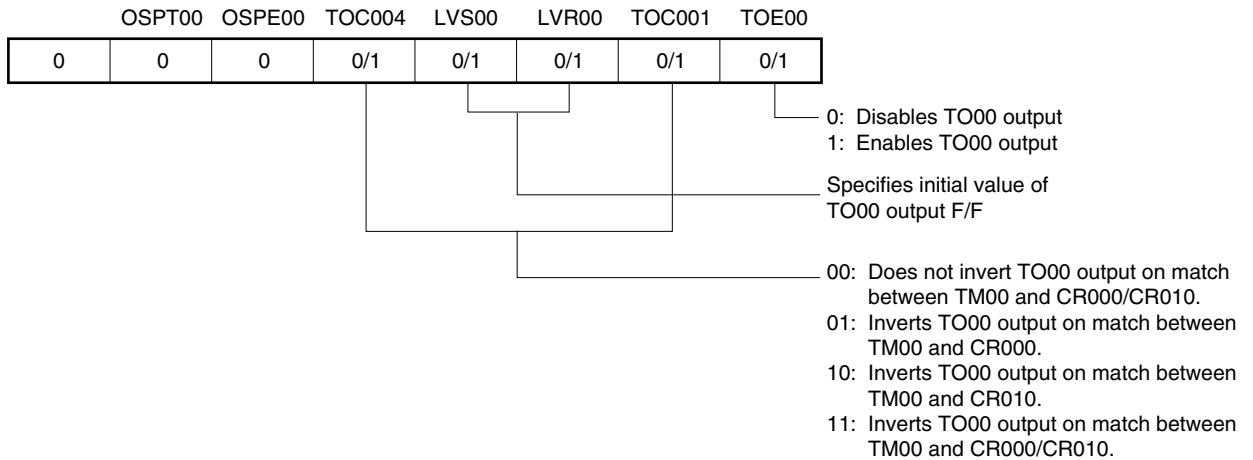 OSPT00 OSPE00 TOC004 LVS00 LVR00 TOC001 TOE00
0 0 0 0/1 0/1 0/1 0/1 0/1
0: Disables TO00 output
1: Enables TO00 output
Specifies initial value of
TO00 output F/F
00: Does not invert TO00 output on match
between TM00 and CR000/CR010.
01: Inverts TO00 output on match between
TM00 and CR000.
10: Inverts TO00 output on match between
TM00 and CR010.
11: Inverts TO00 output on match between
TM00 and CR000/CR010.